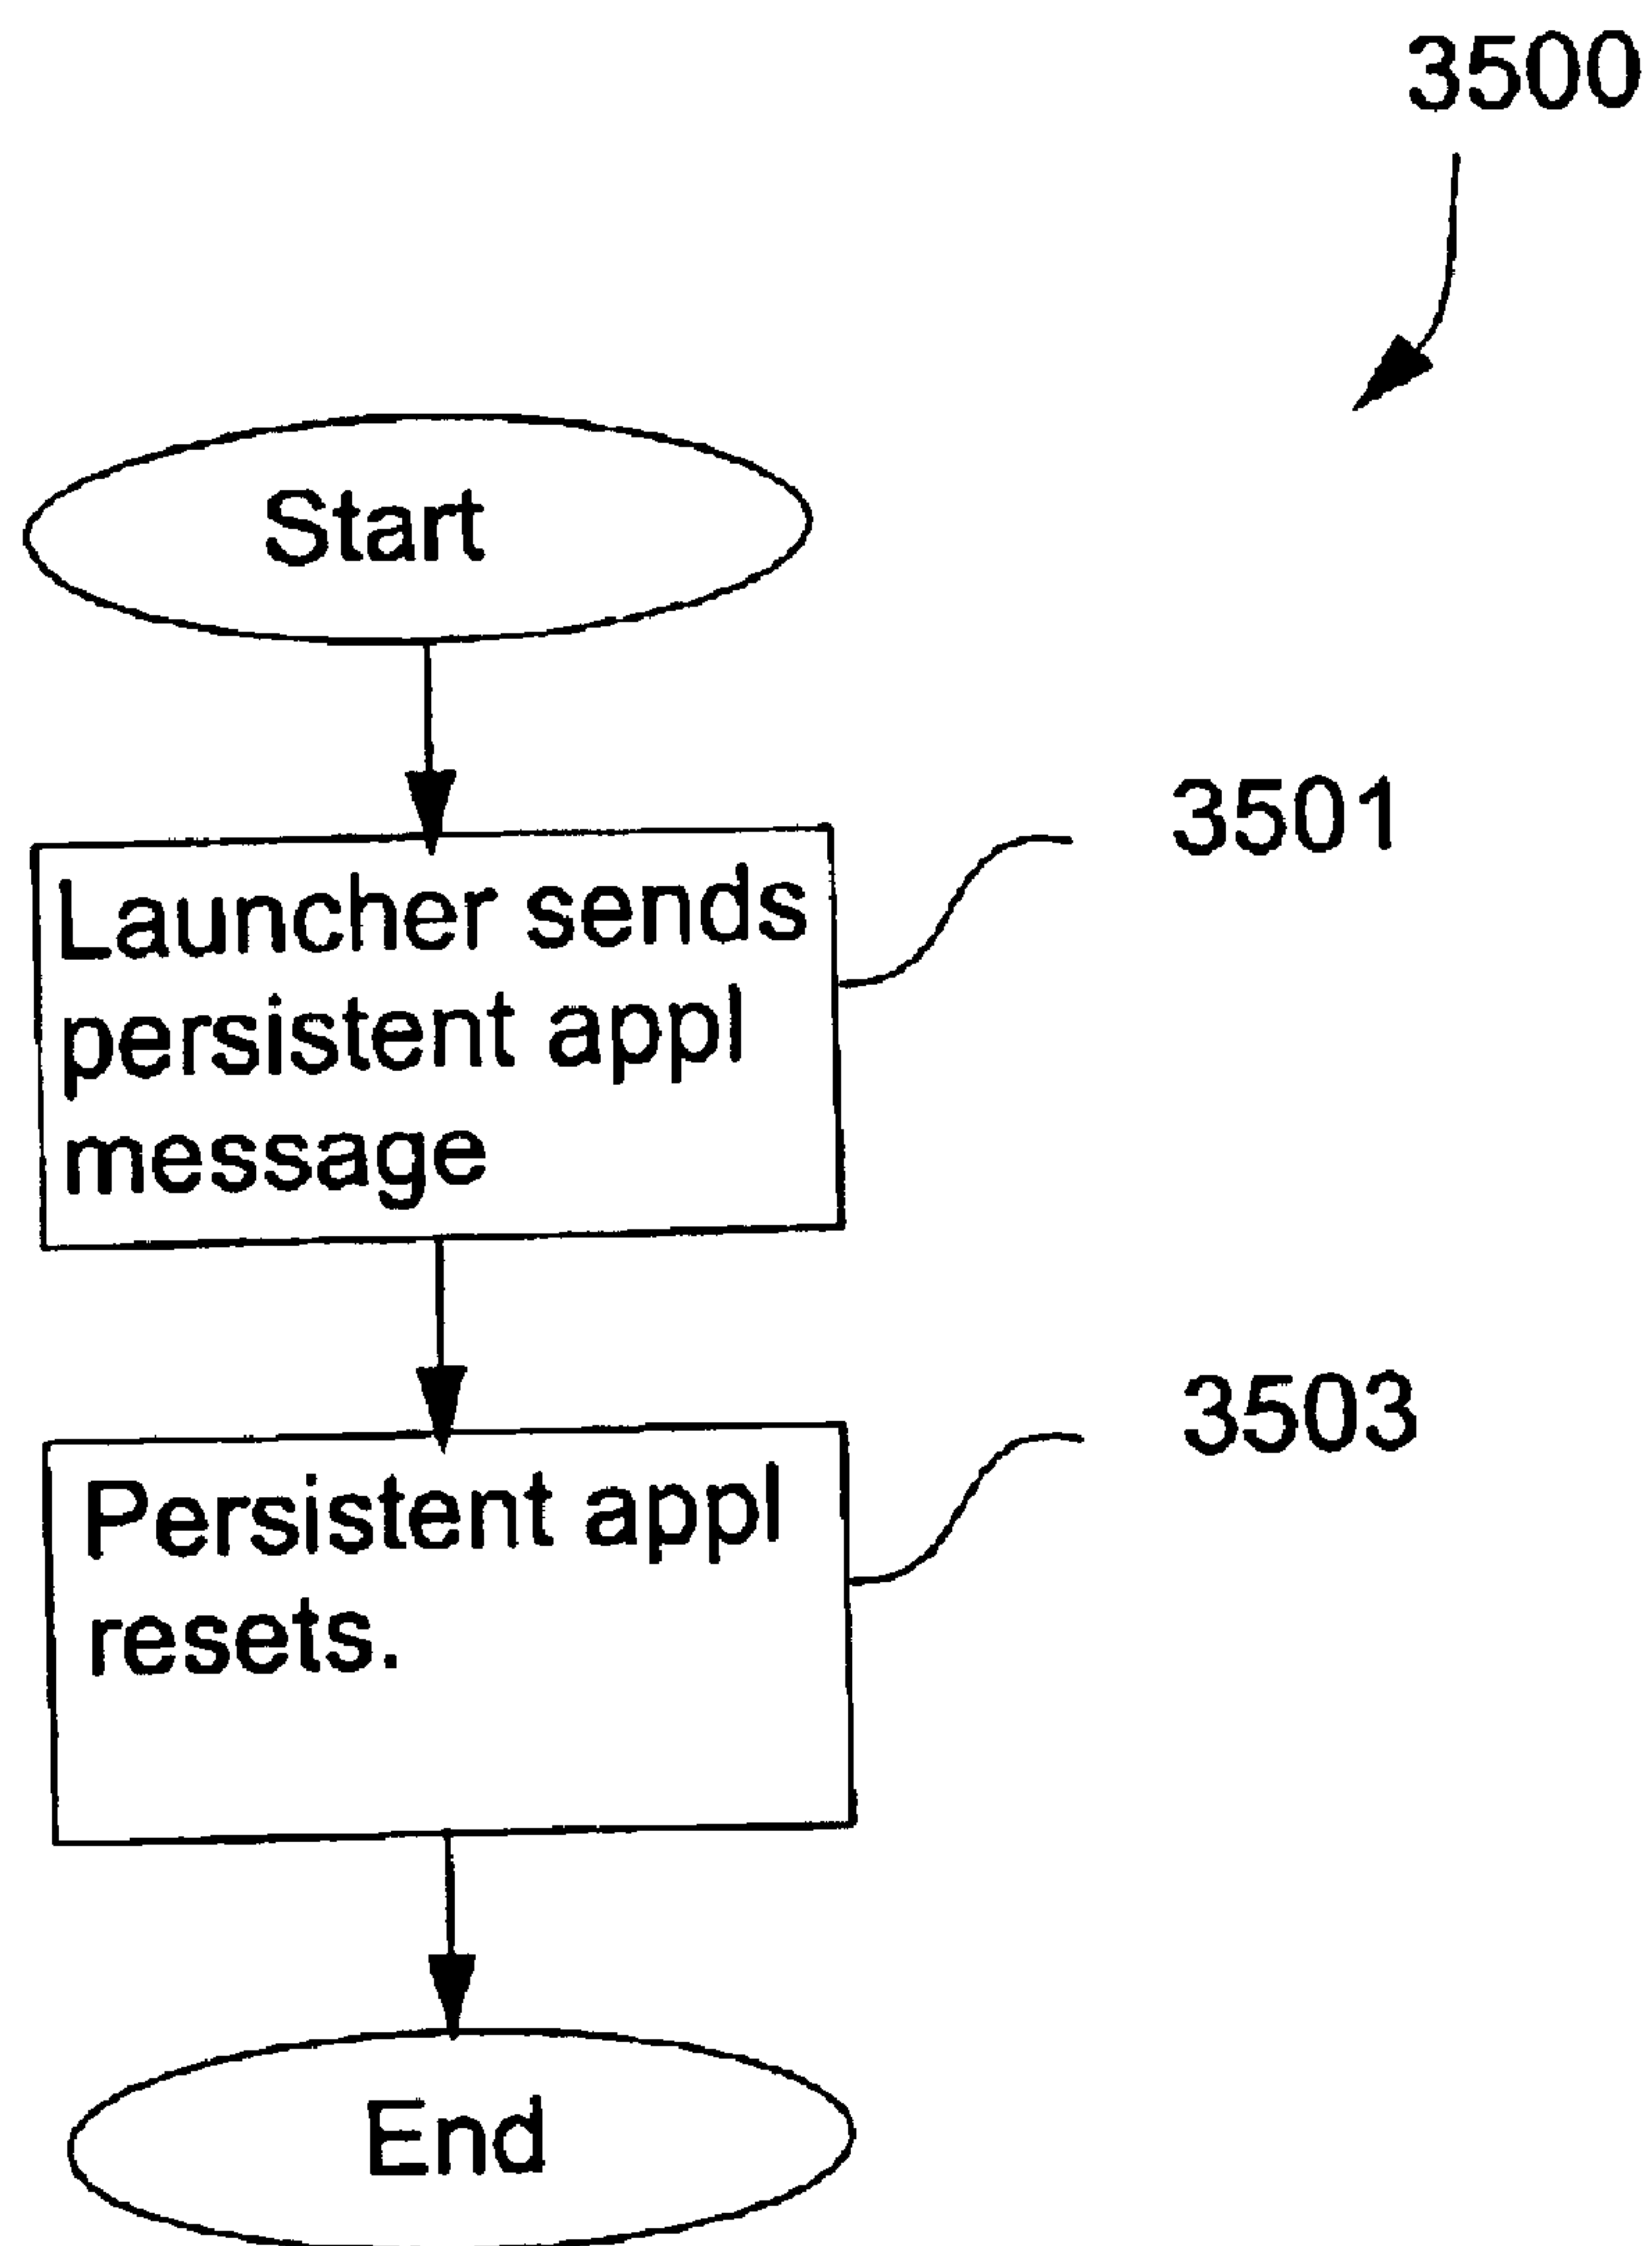 3500
Start
Launcher sends
persistent appl
message
3501
Persistent appl
resets.
3503
End